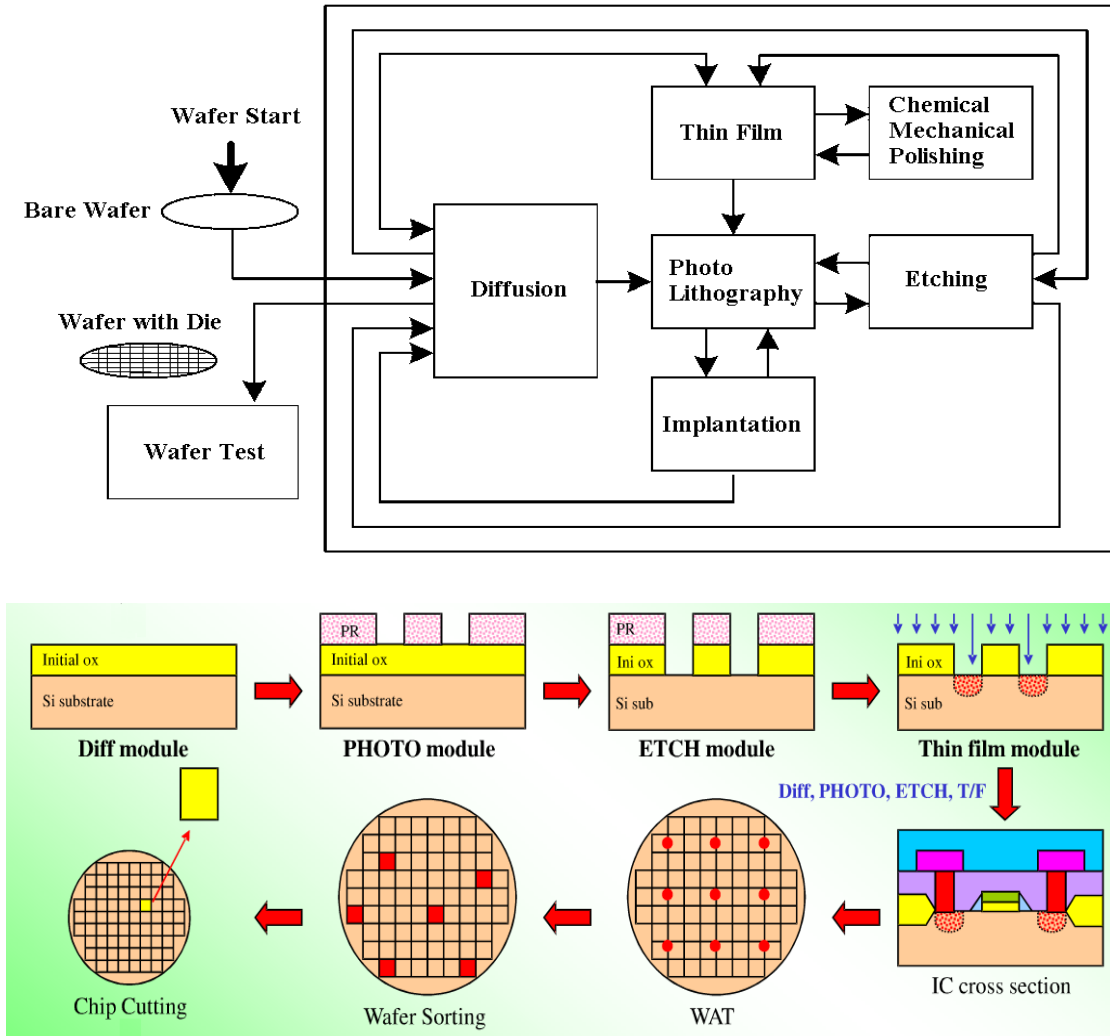 Wafer Start
Bare Wafer
Wafer with Die
Wafer Test
Diffusion
Thin Film
Chemical
Mechanical
Polishing
Photo
Lithography
Etching
Implantation
PR
Initial ox
Si substrate
Diff module
Initial ox
Si substrate
PHOTO module
PR
Ini ox
Si sub
ETCH module
Ini ox
Si sub
Thin film module
Diff, PHOTO, ETCH, T/F
Chip Cutting
Wafer Sorting
WAT
IC cross section